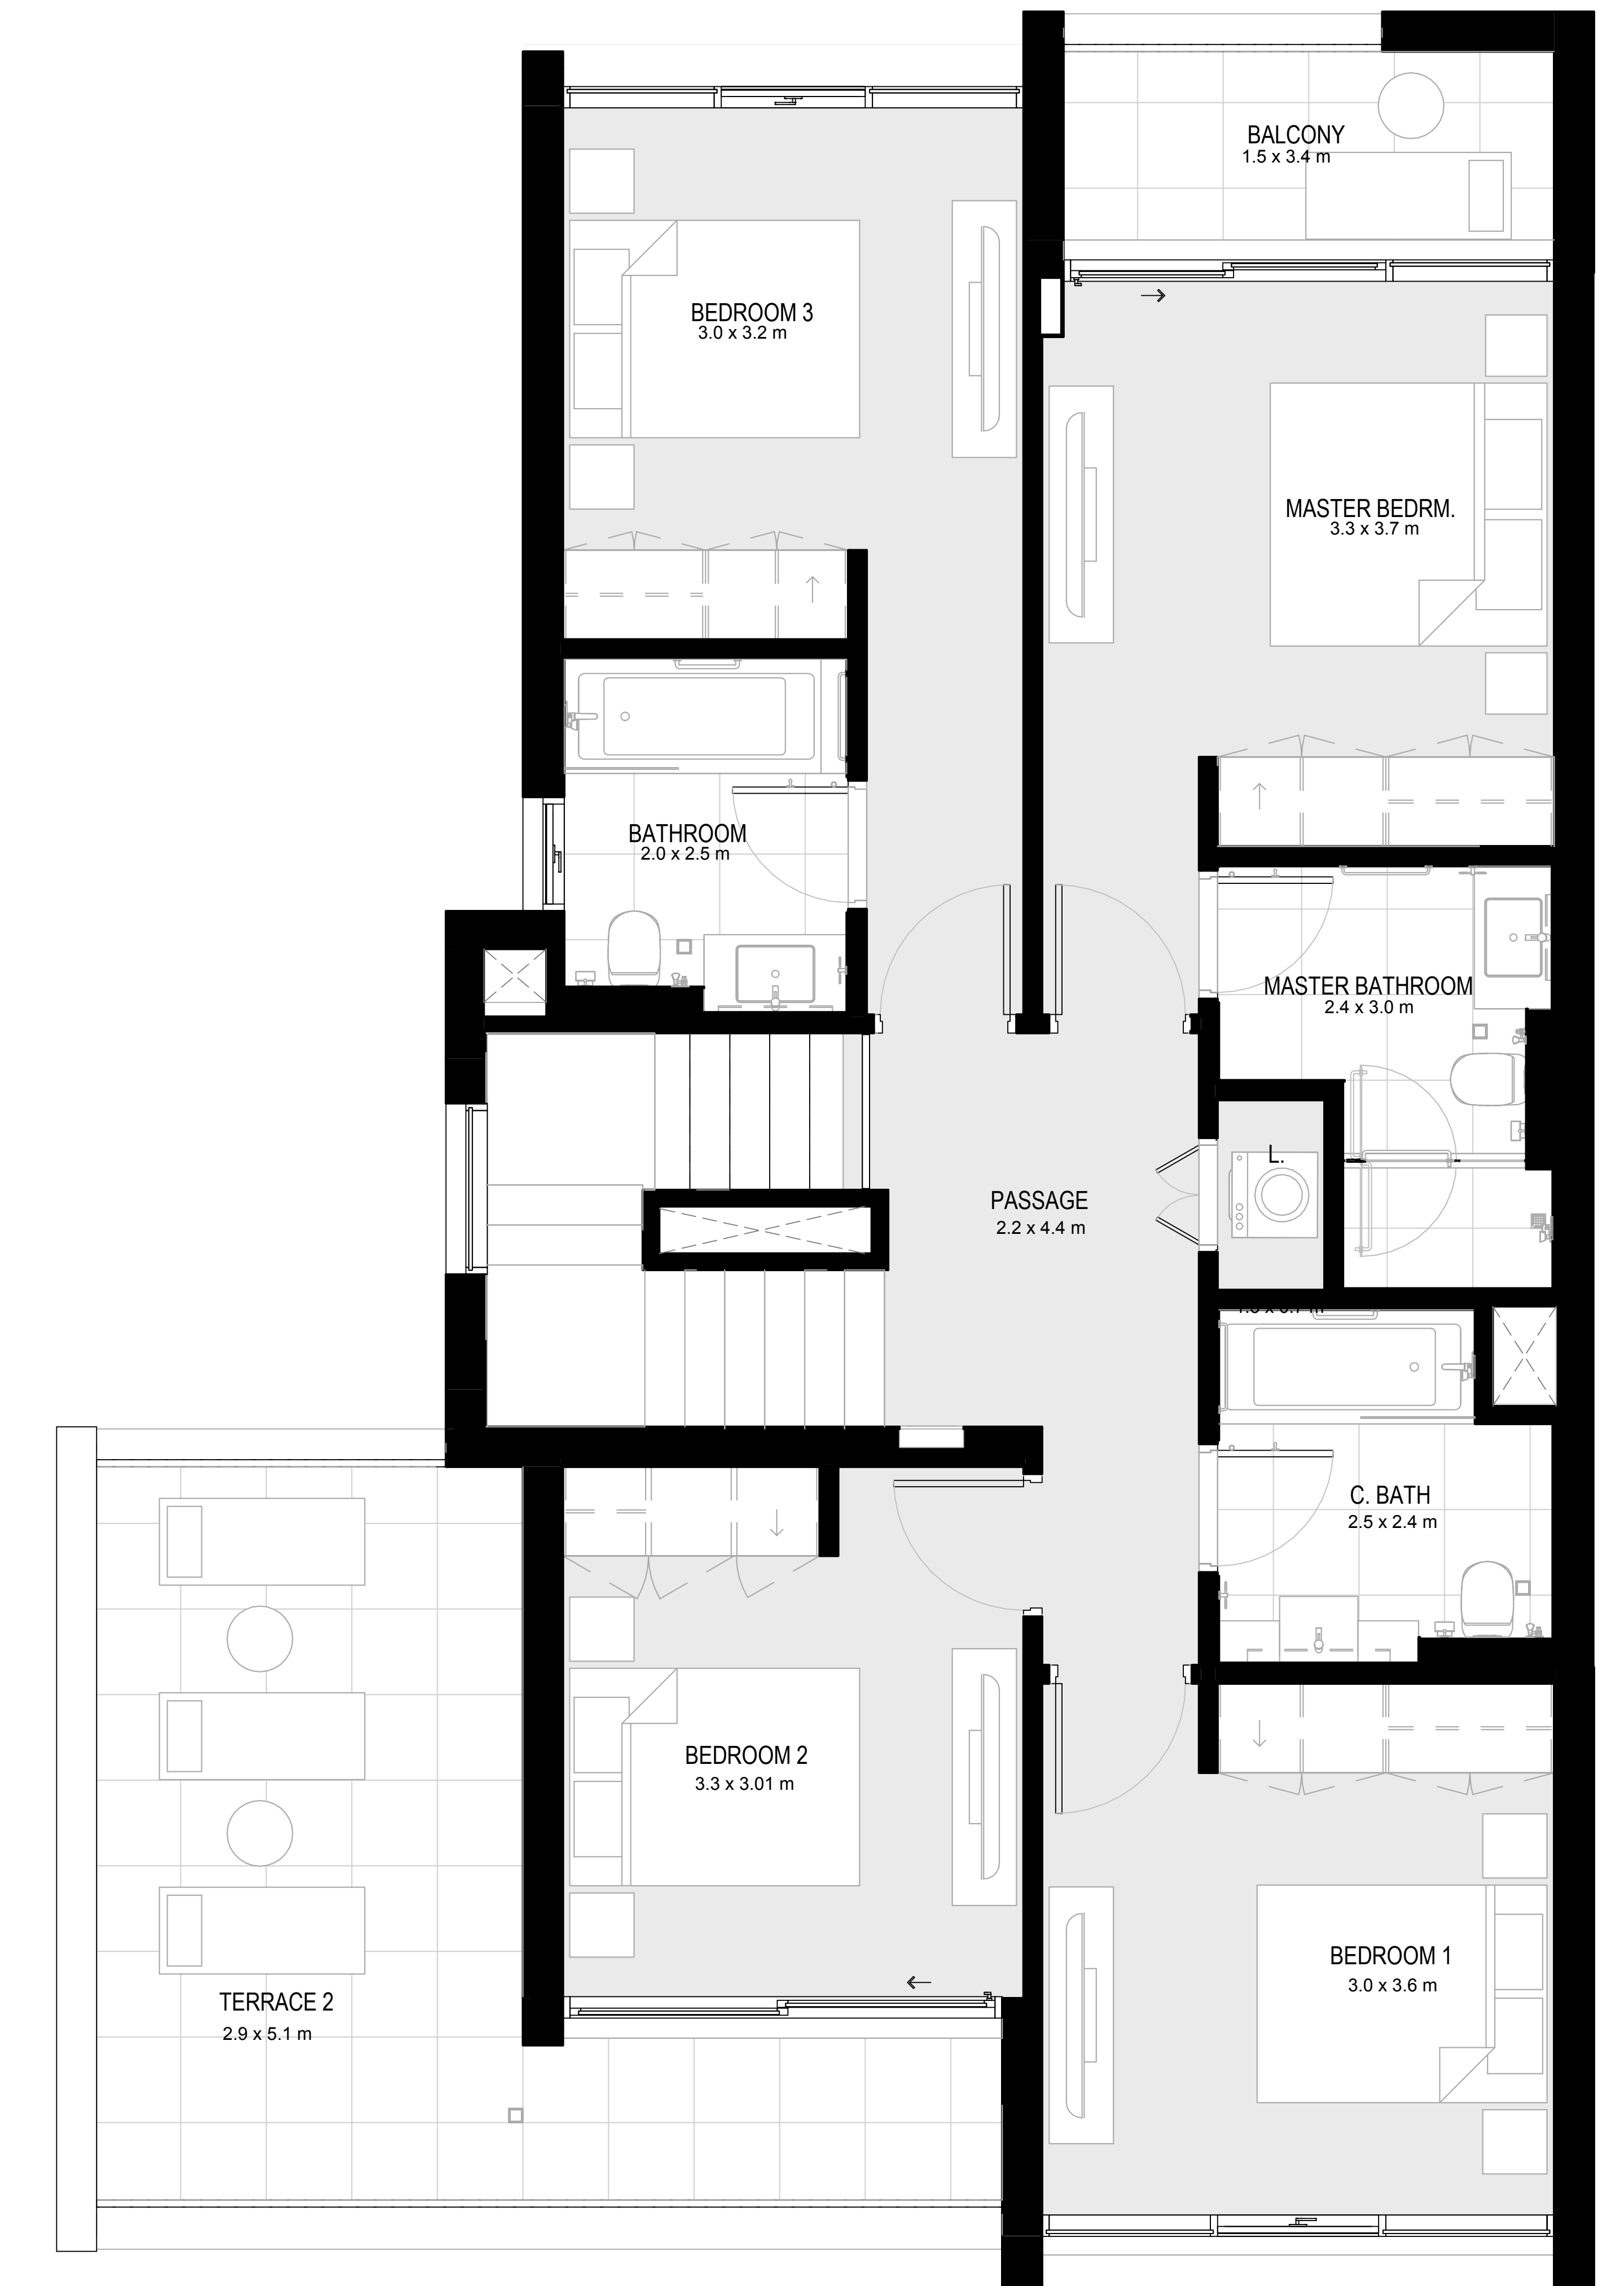 BALCONY
1.5 x 3.4 m
BEDROOM 3
3.0 x 3.2 m
MASTER BEDRM.
3.3 x 3.7 m
BATHROOM
2.0 x 2.5 m
MASTER BATHROOM
2.4 x 3.0 m
L.
PASSAGE
2.2 x 4.4 m
C. BATH
2.5 x 2.4 m
BEDROOM 2
3.3 x 3.01 m
BEDROOM 1
3.0 x 3.6 m
TERRACE 2
2.9 x 5.1 m